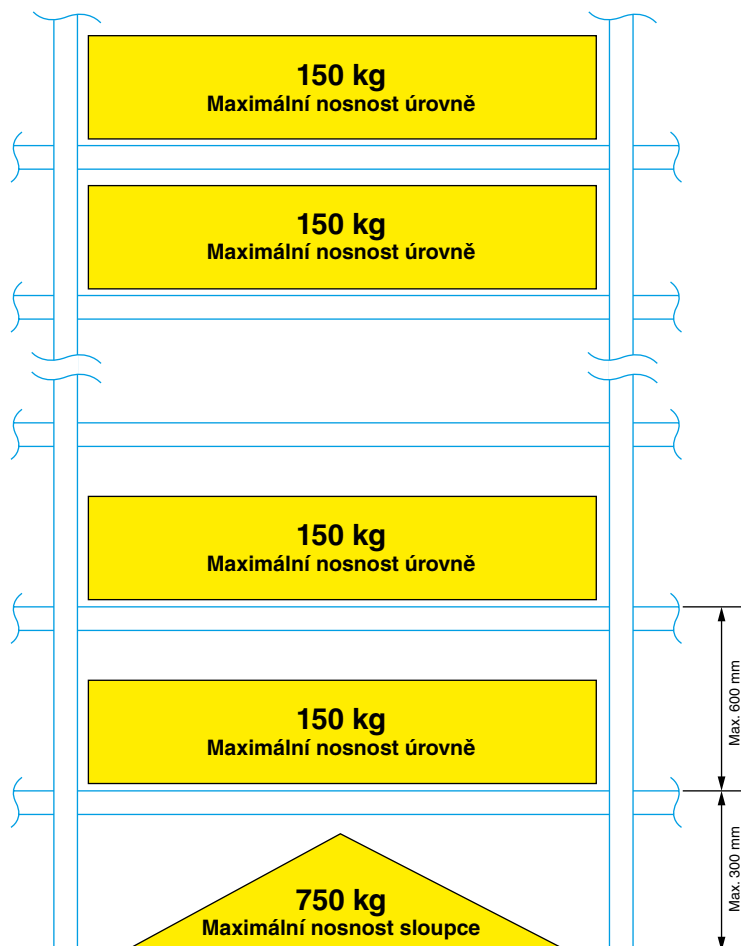 150 kg
Maximální nosnost úrovně
150 kg
Maximální nosnost úrovně
150 kg
Maximální nosnost úrovně
Max. 600 mm
150 kg
Maximální nosnost úrovně
Max. 300 mm
750 kg
Maximální nosnost sloupce